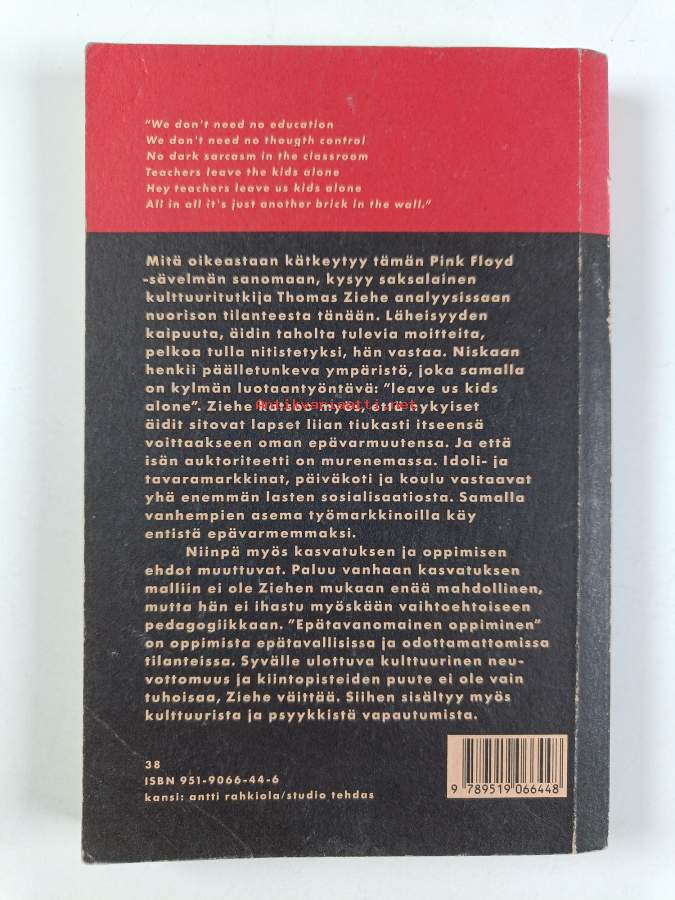 "We don't need no education
We don't need no thougth control
No dark sarcasm in the classroom
Teachers leave the kids alone
Hey teachers leave us kids alone
All in all it's just another brick in the wall."
Mitä oikeastaan kätkeytyy tämän Pink Floyd
-sävelmän sanomaan, kysyy saksalainen
kulttuuritutkija Thomas Ziehe analyysissaan
nuorison tilanteesta tänään. Läheisyyden
kaipuuta, äidin taholta tulevia moitteita,
pelkoa tulla nitistetyksi, hän vastaa. Niskaan
henkii päälletunkeva ympäristö, joka samalla
on kylmän luotaantyöntävä: "leave us kids
alone". Ziehe katsoo myös, että nykyiset
Antikvariaatti.net
äidit sitovat lapset liian tiukasti itseensä
voittaakseen oman epävarmuutensa. Ja että
isän auktoriteetti on murenemassa. Idoli- ja
tavaramarkkinat, päiväkoti ja koulu vastaavat
yhä enemmän lasten sosialisaatiosta. Samalla
vanhempien asema työmarkkinoilla käy
entistä epävarmemmaksi.
Niinpä myös kasvatuksen ja oppimisen
ehdot muuttuvat. Paluu vanhaan kasvatuksen
malliin ei ole Ziehen mukaan enää mahdollinen,
mutta hän ei ihastu myöskään vaihtoehtoiseen
pedagogiikkaan. "Epätavanomainen oppiminen"
on oppimista epätavallisissa ja odottamattomissa
tilanteissa. Syvälle ulottuva kulttuurinen neu-
vottomuus ja kiintopisteiden puute ei ole vain
tuhoisaa, Ziehe väittää. Siihen sisältyy myös
kulttuurista ja psyykkistä vapautumista.
38
ISBN 951-9066-44-6
kansi: antti rahkiola/studio tehdas
9 789519 066448